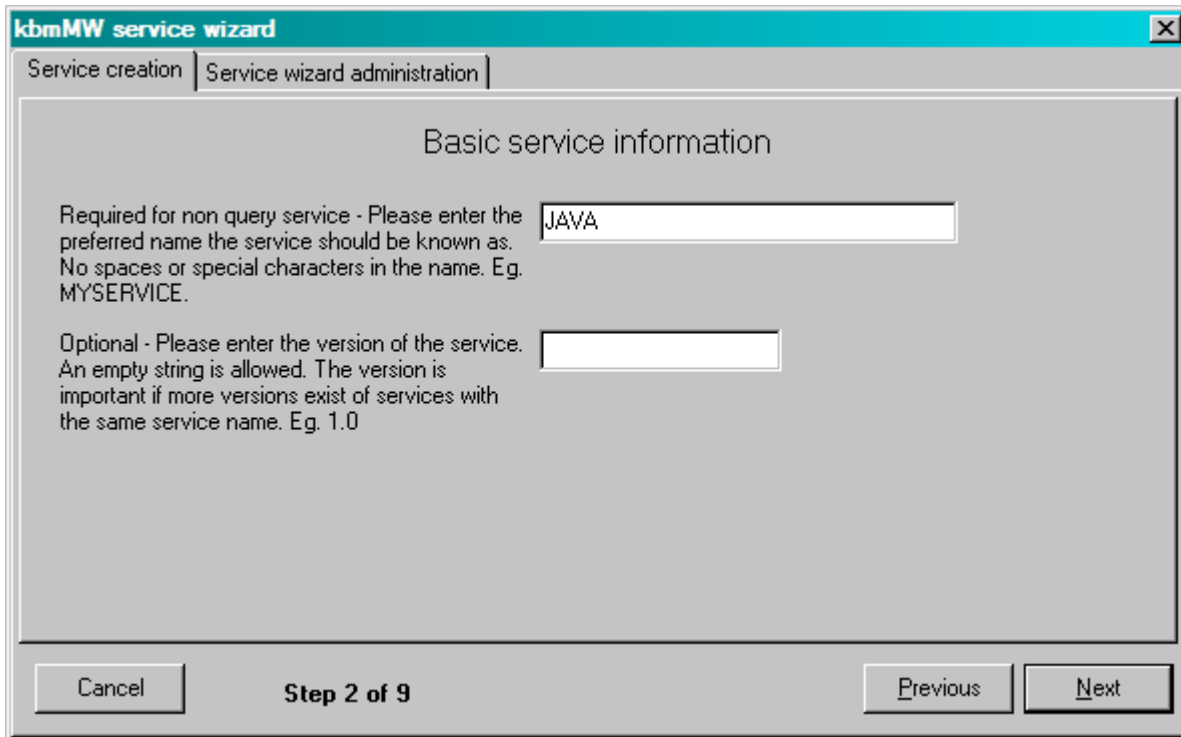 kbmMW service wizard
Service creation
Service wizard administration
Basic service information
Required for non query service - Please enter the
preferred name the service should be known as.
No spaces or special characters in the name. Eg.
MYSERVICE.
JAVA
Optional - Please enter the version of the service.
An empty string is allowed. The version is
important if more versions exist of services with
the same service name. Eg. 1.0
Cancel
Step 2 of 9
Previous
Next